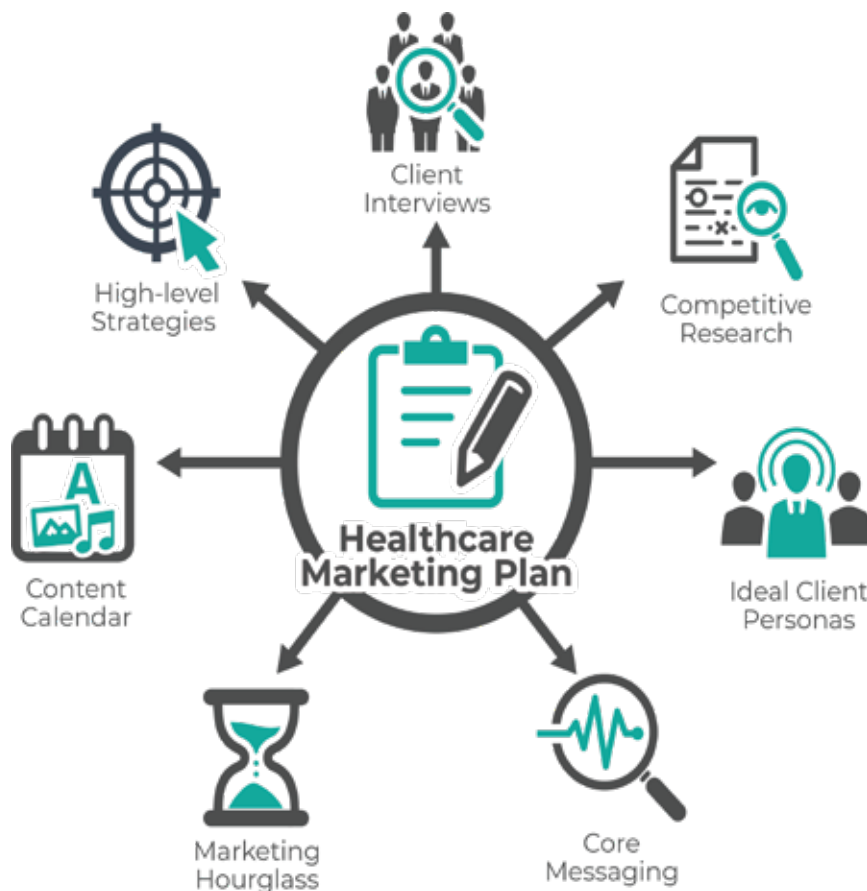 Client
Interviews
High-level
Strategies
Competitive
Research
A
Healthcare
Marketing Plan
Content
Calendar
Ideal Client
Personas
Marketing
Hourglass
Core
Messaging